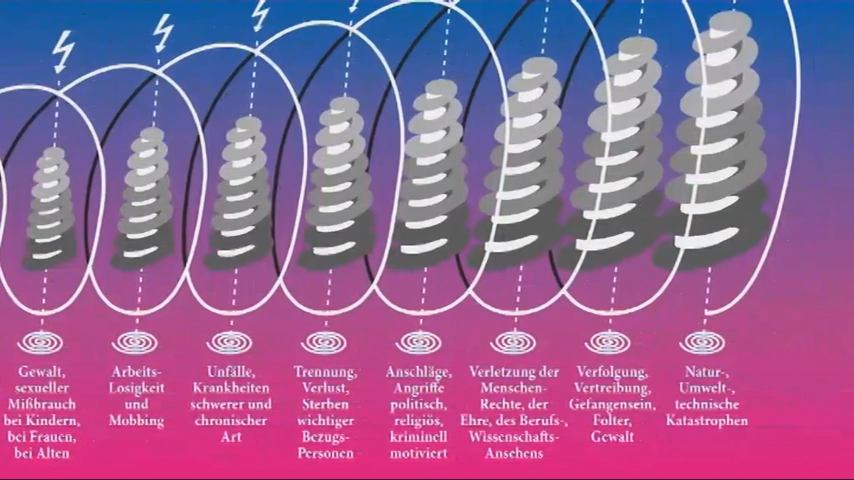 Gewalt,
sexueller
Mißbrauch
bei Kindern,
bei Frauen,
bei Alten
Arbeits-
Losigkeit
und
Mobbing
Unfälle,
Krankheiten
schwerer und
chronischer
Art
Trennung,
Verlust,
Sterben
wichtiger
Bezugs-
Personen
Anschläge,
Angriffe
politisch,
religiös,
kriminell
motiviert
Verletzung der
Menschen-
Rechte, der
Ehre, des Berufs-,
Wissenschafts-
Ansehens
Verfolgung,
Vertreibung,
Gefangensein,
Folter,
Gewalt
Natur-,
Umwelt-,
technische
Katastrophen